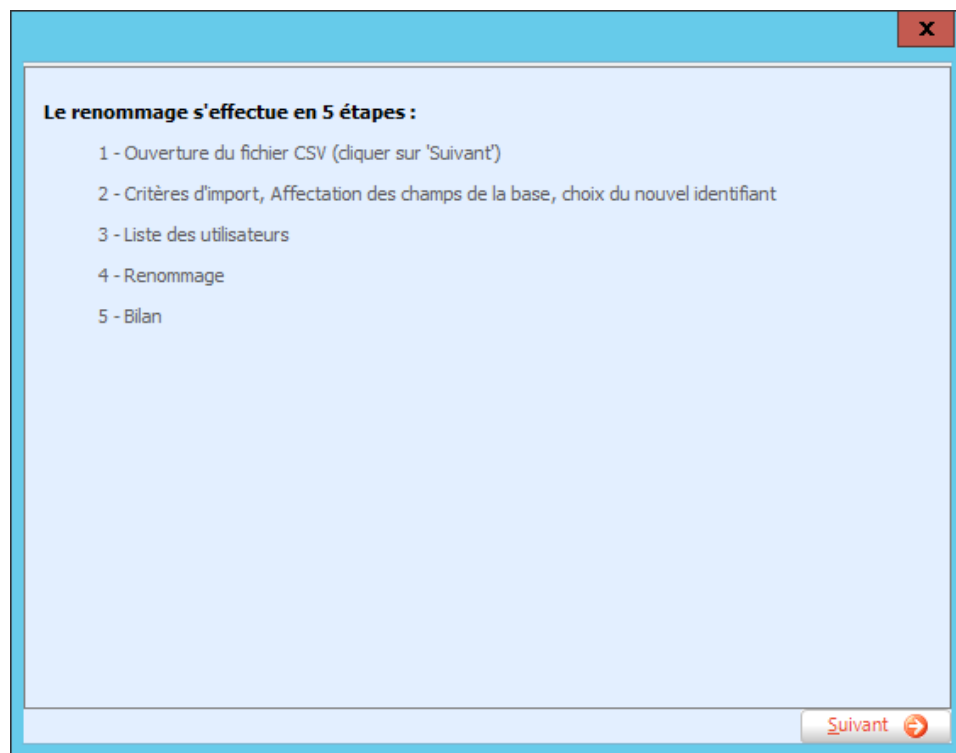 x
Le renommage s'effectue en 5 étapes :
1 - Ouverture du fichier CSV (cliquer sur 'Suivant')
2 - Critères d'import, Affectation des champs de la base, choix du nouvel identifiant
3 - Liste des utilisateurs
4 - Renommage
5 - Bilan
Suivant